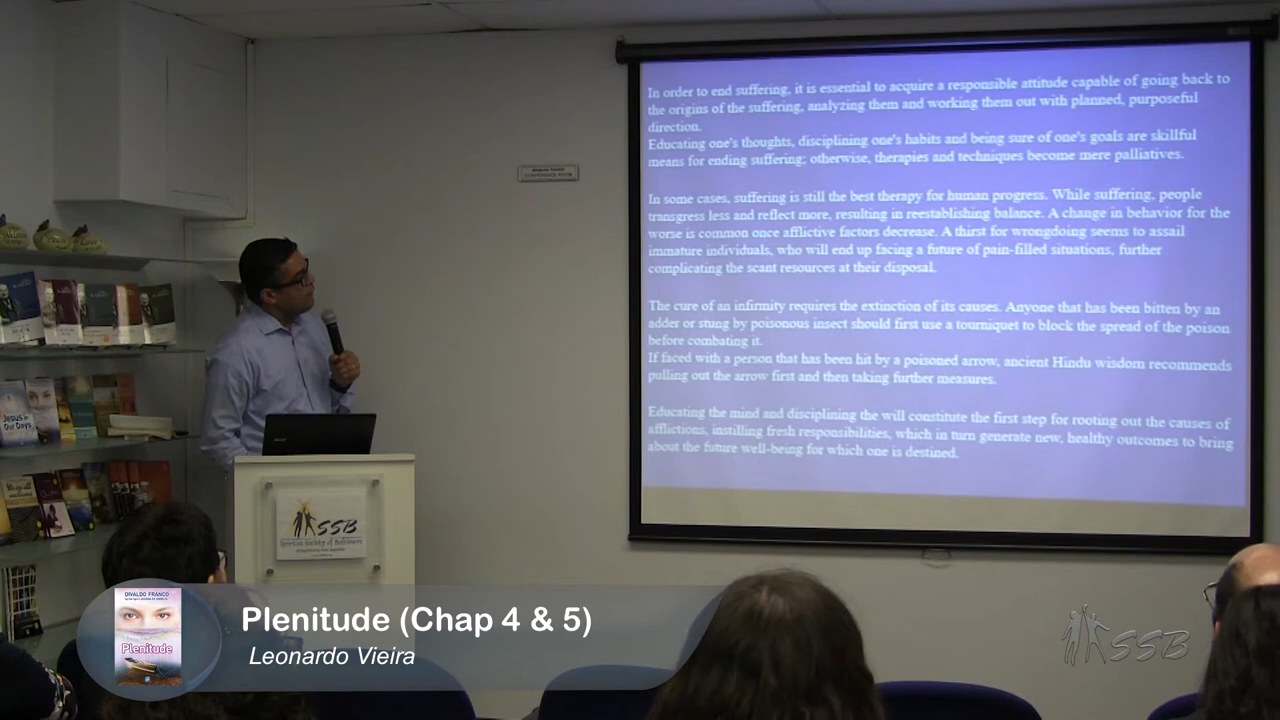 In order to end suffering, it is essential to acquire a responsible attitude capable of going back to
the origins of the suffering, analyzing them and working them out with planned, purposeful
direction.
Educating one's thoughts, disciplining one's habits and being sure of one's goals are skillful
means for ending suffering; otherwise, therapies and techniques become mere palliatives.
In some cases, suffering is still the best therapy for human progress. While suffering, people
transgress less and reflect more, resulting in reestablishing balance. A change in behavior for the
worse is common once afflictive factors decrease. A thirst for wrongdoing seems to assail
immature individuals, who will end up facing a future of pain-filled situations, further
complicating the scant resources at their disposal.
The cure of an infirmity requires the extinction of its causes. Anyone that has been bitten by an
adder or stung by poisonous insect should first use a tourniquet to block the spread of the poison
before combating it.
If faced with a person that has been hit by a poisoned arrow, ancient Hindu wisdom recommends
pulling out the arrow first and then taking further measures.
Educating the mind and disciplining the will constitute the first step for rooting out the causes of
afflictions, instilling fresh responsibilities, which in turn generate new, healthy outcomes to bring
about the future well-being for which one is destined.
CONFERENCE ROOM
Jesus in
Our Days
SSB
Spiritist Society of Baltimore
DIVALDO FRANCO
Plenitude
Plenitude (Chap 4 & 5)
Leonardo Vieira
SSB